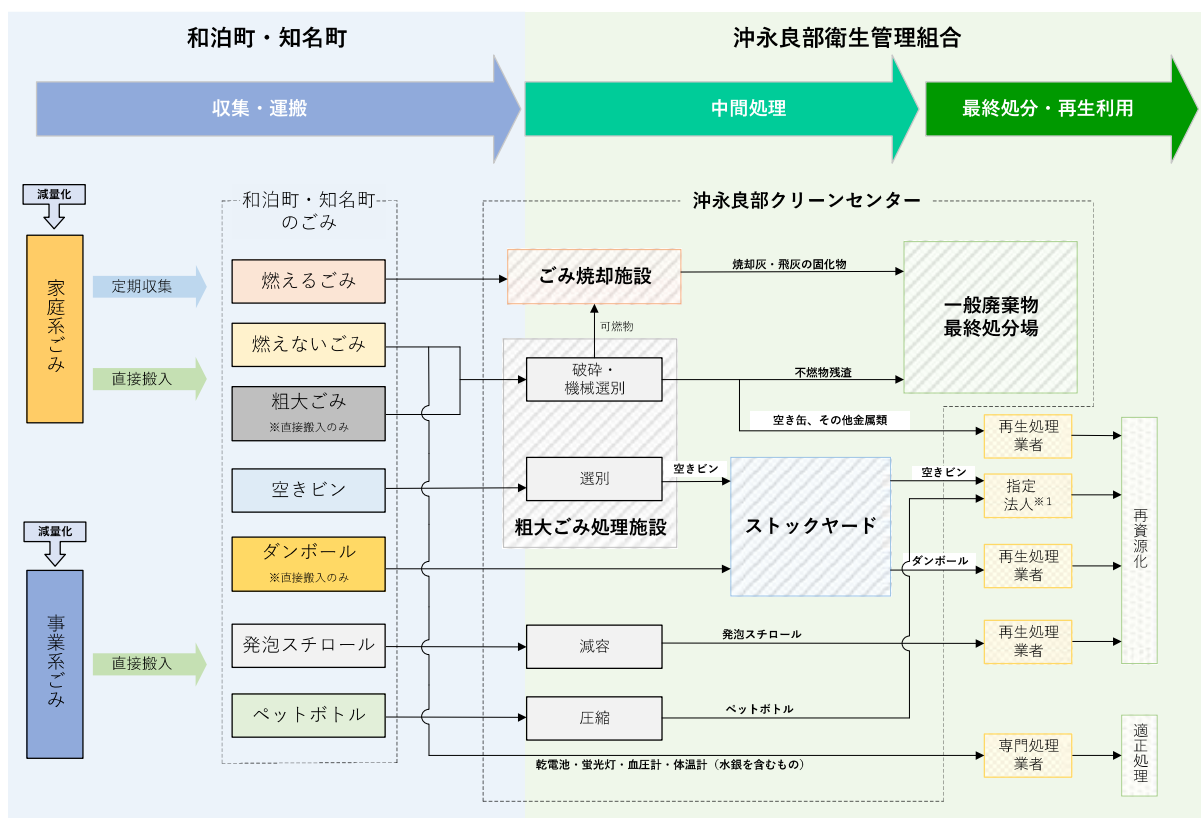 和泊町・知名町
沖永良部衛生管理組合
収集・運搬
中間処理
最終処分・再生利用
減量化
家庭系ごみ
定期収集
直接搬入
減量化
事業系ごみ
直接搬入
和泊町・知名町
のごみ
燃えるごみ
燃えないごみ
粗大ごみ
※直接搬入のみ
空きビン
ダンボール
※直接搬入のみ
発泡スチロール
ペットボトル
沖永良部クリーンセンター
ごみ焼却施設
焼却灰・飛灰の固化物
一般廃棄物
最終処分場
可燃物
破砕・
機械選別
不燃物残渣
空き缶、その他金属類
選別
空きビン
粗大ごみ処理施設
ストックヤード
空きビン
ダンボール
減容
発泡スチロール
圧縮
ペットボトル
乾電池・蛍光灯・血圧計・体温計（水銀を含むもの）
再生処理
業者
指定
法人※1
再生処理
業者
再生処理
業者
専門処理
業者
再資源化
適正処理